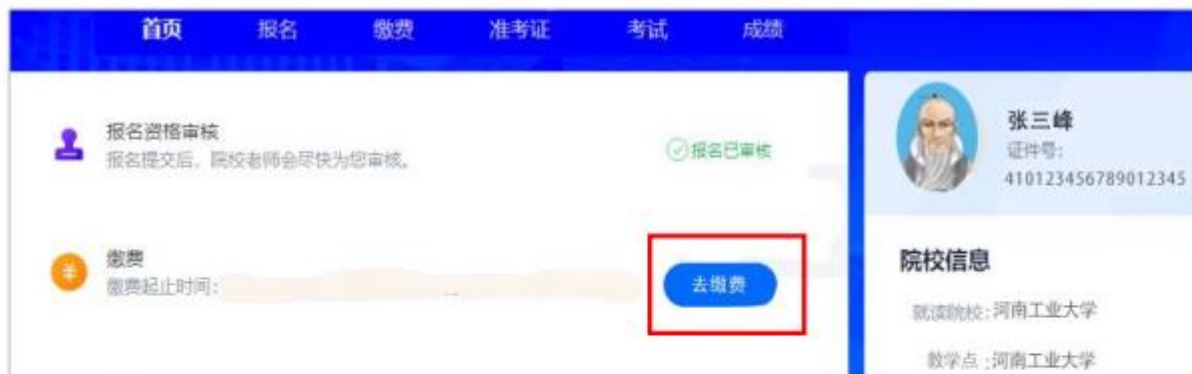 首页 报名 缴费 准考证 考试 成绩
报名资格审核
报名提交后，院校老师会尽快为您审核。
报名已审核
缴费
缴费起止时间：
去缴费
张三峰
证件号：
410123456789012345
院校信息
就读院校：河南工业大学
教学点：河南工业大学